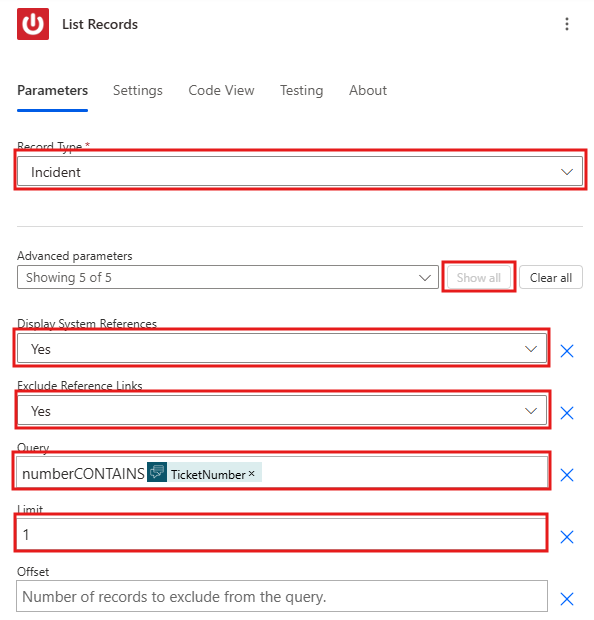 List Records
Parameters Settings Code View Testing About
Record Type *
Incident
Advanced parameters
Showing 5 of 5 Show all Clear all
Display System References
Yes
Exclude Reference Links
Yes
Query
numberCONTAINS TicketNumber ×
Limit
1
Offset
Number of records to exclude from the query.